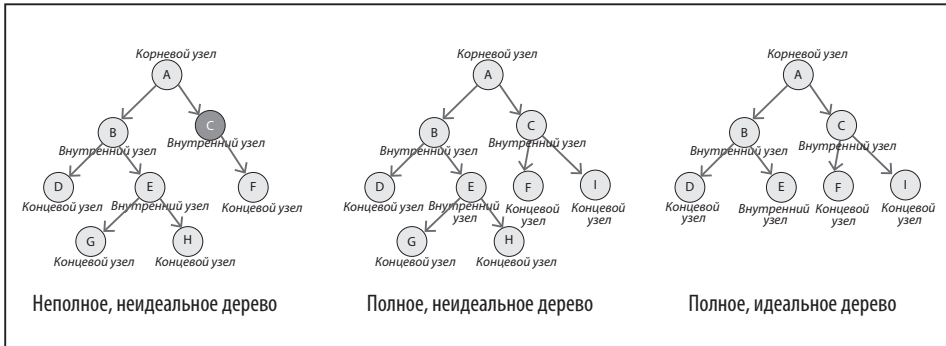 Корневой узел
A
B
C
Внутренний узел
Внутренний узел
D
E
F
Концевой узел
Внутренний узел
Концевой узел
G
H
Концевой узел
Концевой узел
Неполное, неидеальное дерево
Корневой узел
A
B
C
Внутренний узел
Внутренний узел
D
E
F
I
Концевой узел
Внутренний
узел
Концевой
узел
Концевой
узел
G
H
Концевой узел
Концевой узел
Полное, неидеальное дерево
Корневой узел
A
B
C
Внутренний узел
Внутренний узел
D
E
F
I
Концевой
узел
Внутренний
узел
Концевой
узел
Концевой
узел
Полное, идеальное дерево